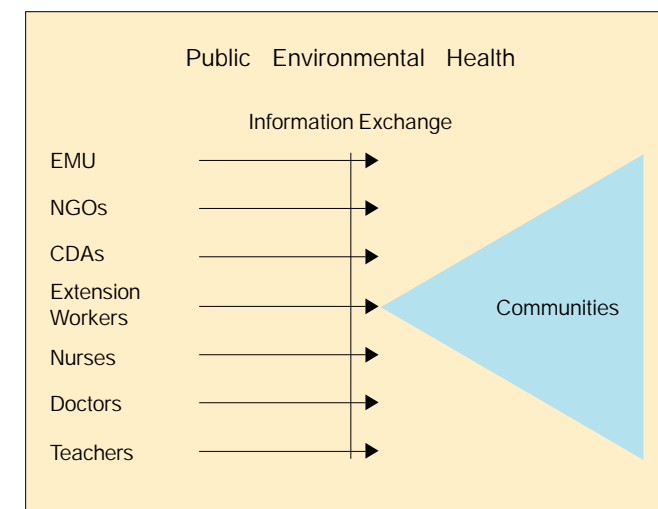 Public Environmental Health
Information Exchange
EMU
NGOs
CDAs
Extension
Workers
Communities
Nurses
Doctors
Teachers